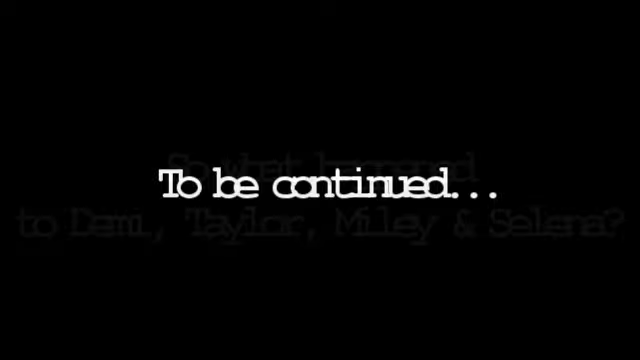 So what happened
To be continued...
to Demi, Taylor, Miley & Selena?